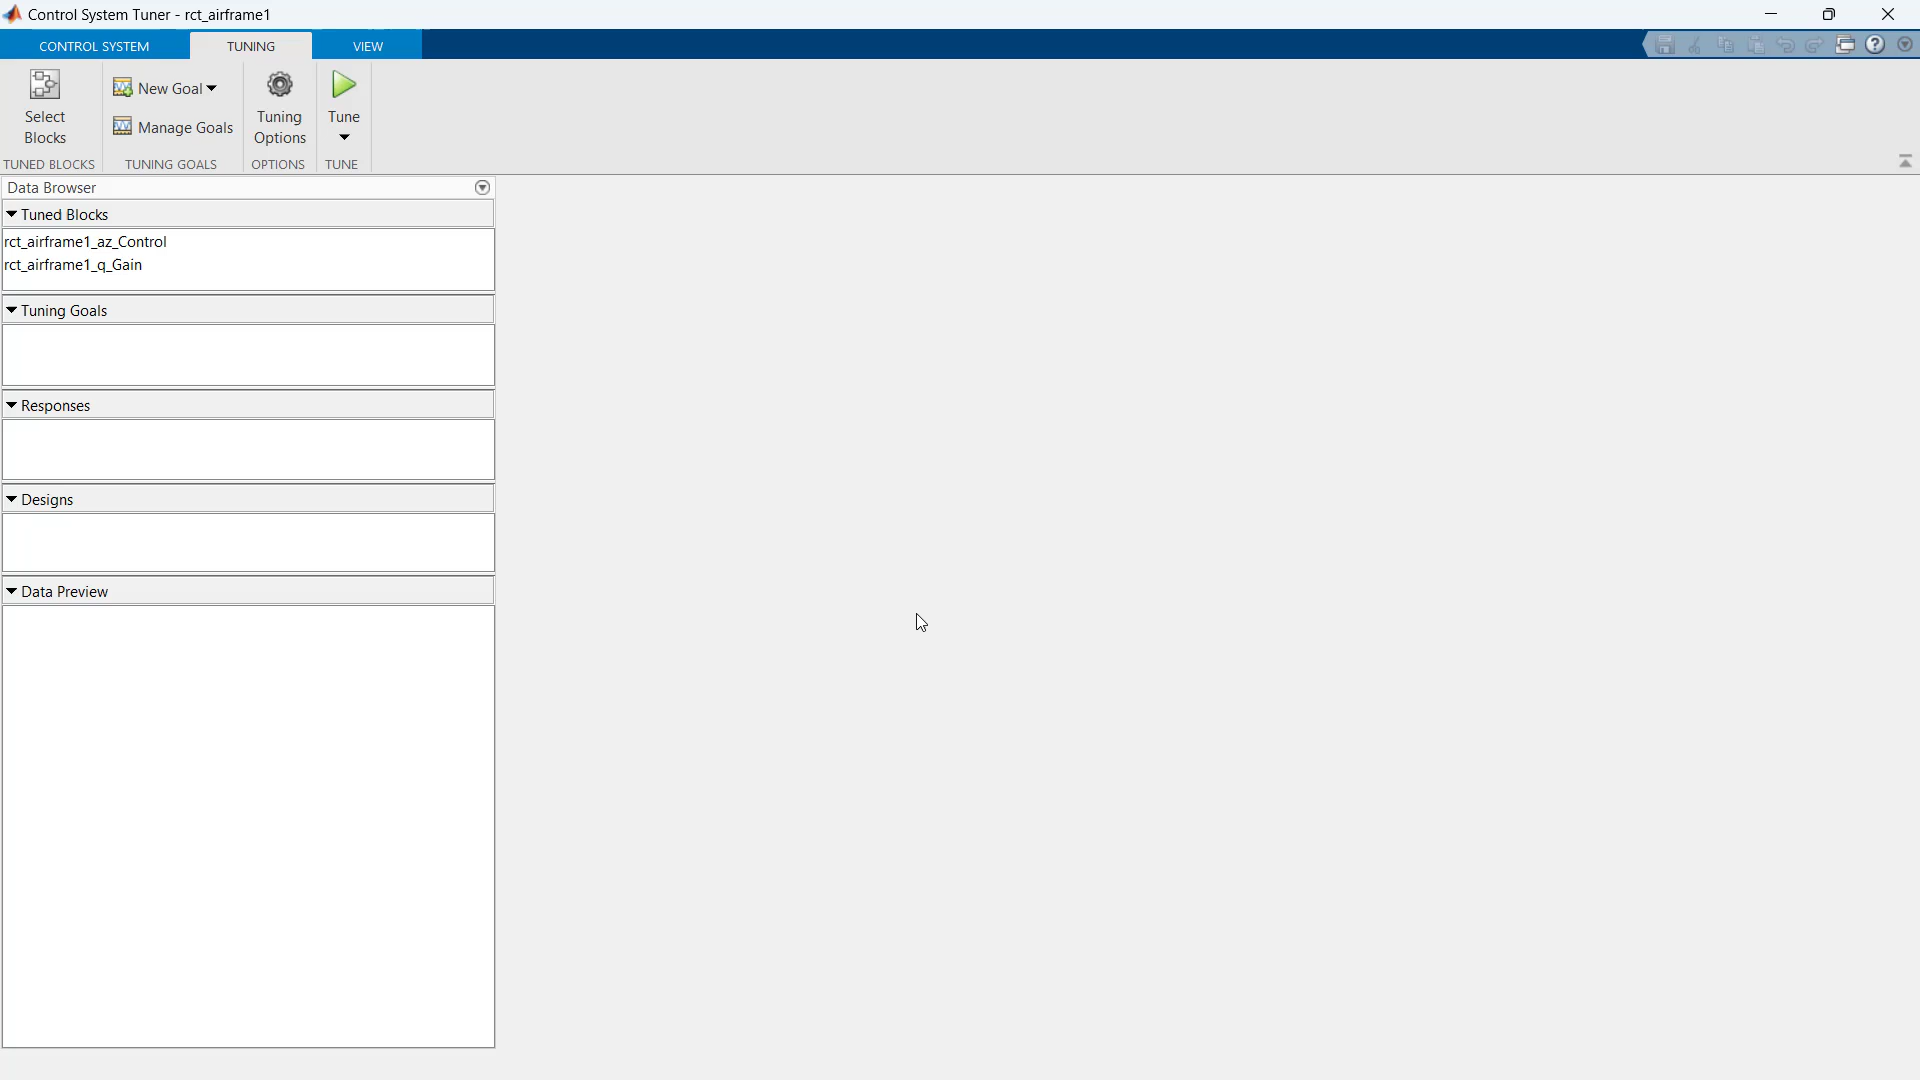 Control System Tuner - rct_airframe1
CONTROL SYSTEM
TUNING
VIEW
Select
Blocks
New Goal
Manage Goals
Tuning
Options
Tune
TUNED BLOCKS
TUNING GOALS
OPTIONS
TUNE
Data Browser
Tuned Blocks
rct_airframe1_az_Control
rct_airframe1_q_Gain
Tuning Goals
Responses
Designs
Data Preview